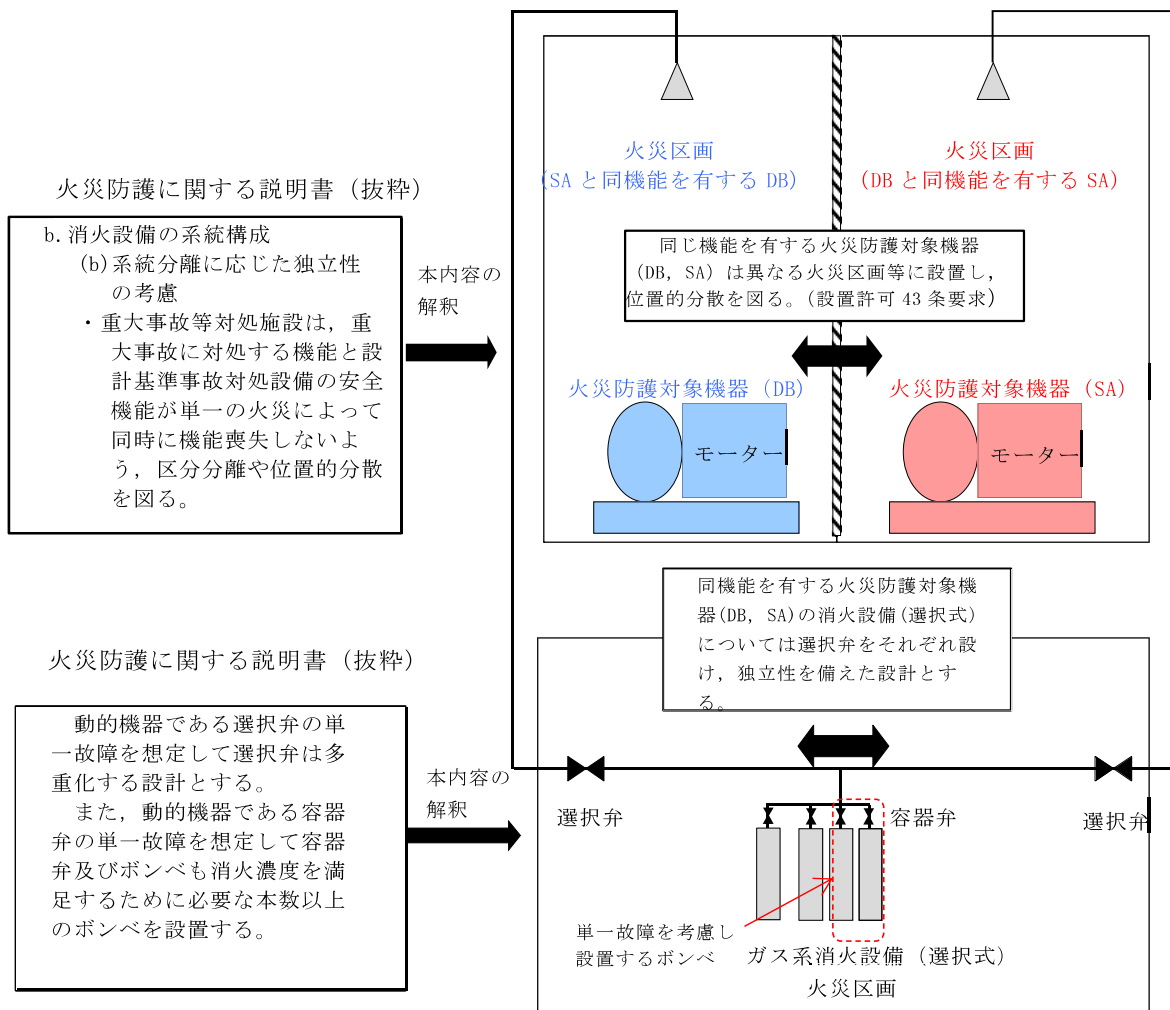 火災防護に関する説明書（抜粋）
b.消火設備の系統構成
(b)系統分離に応じた独立性
の考慮
・重大事故等対処施設は，重
大事故に対処する機能と設
計基準事故対処設備の安全
機能が単一の火災によって
同時に機能喪失しないよ
う，区分分離や位置的分散
を図る。
本内容の
解釈
火災区画
(SA と同機能を有する DB)
火災区画
(DB と同機能を有する SA)
同じ機能を有する火災防護対象機器
(DB, SA) は異なる火災区画等に設置し，
位置的分散を図る。(設置許可 43 条要求)
火災防護対象機器 (DB)
火災防護対象機器 (SA)
モーター
モーター
同機能を有する火災防護対象機
器(DB, SA)の消火設備(選択式)
については選択弁をそれぞれ設
け，独立性を備えた設計とす
る。
火災防護に関する説明書（抜粋）
動的機器である選択弁の単
一故障を想定して選択弁は多
重化する設計とする。
また，動的機器である容器
弁の単一故障を想定して容器
弁及びボンベも消火濃度を満
足するために必要な本数以上
のボンベを設置する。
本内容の
解釈
選択弁
容器弁
選択弁
単一故障を考慮し
設置するボンベ
ガス系消火設備（選択式）
火災区画